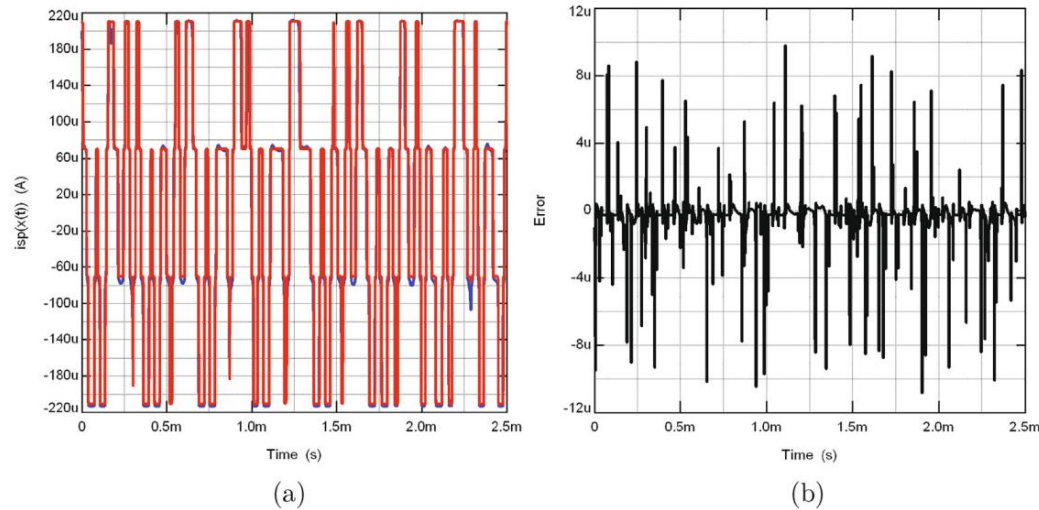 220u
180u
140u
100u
60u
20u
-20u
-60u
-100u
-140u
-180u
-220u
isp(x(t)) (A)
0 0.5m 1.0m 1.5m 2.0m 2.5m
Time (s)
(a)
12u
8u
4u
0
-4u
-8u
-12u
Error
0 0.5m 1.0m 1.5m 2.0m 2.5m
Time (s)
(b)